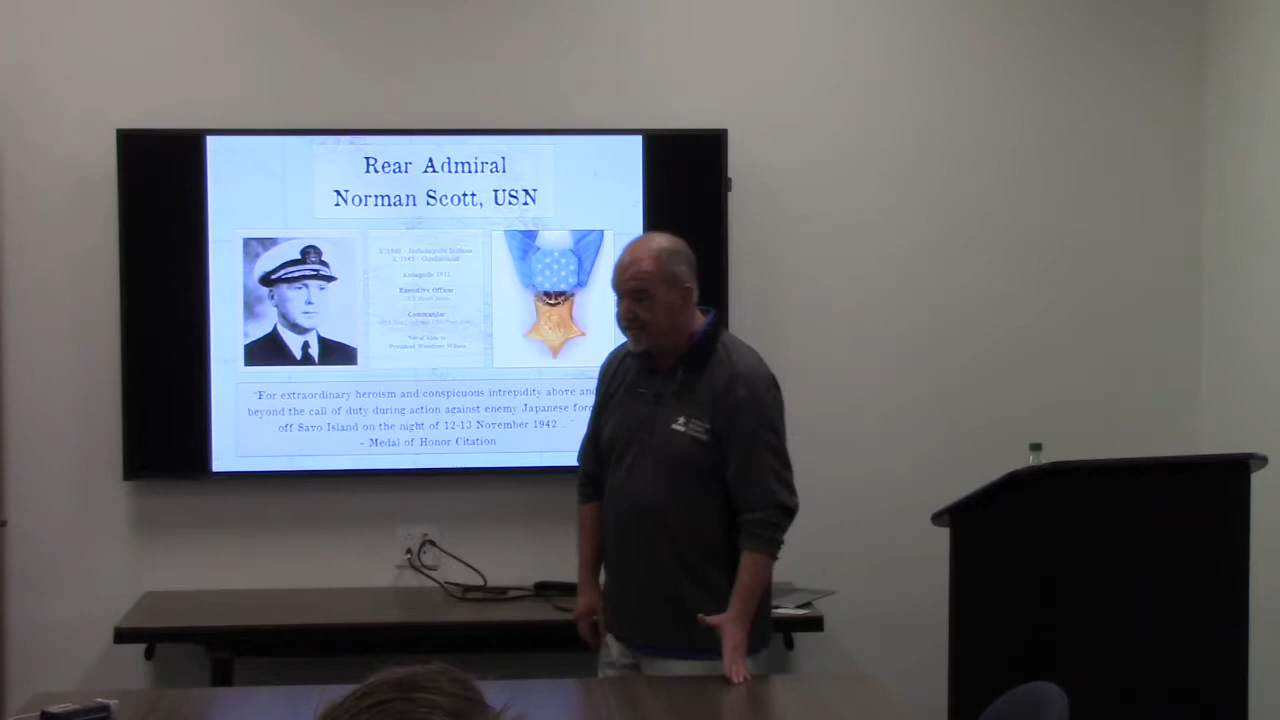 Rear Admiral
Norman Scott, USN
Annapolis 1911
Executive Officer
Commander
Naval Aide to
President Woodrow Wilson
"For extraordinary heroism and conspicuous intrepidity above and
beyond the call of duty during action against enemy Japanese forc
off Savo Island on the night of 12-13 November 1942 ... "
- Medal of Honor Citation